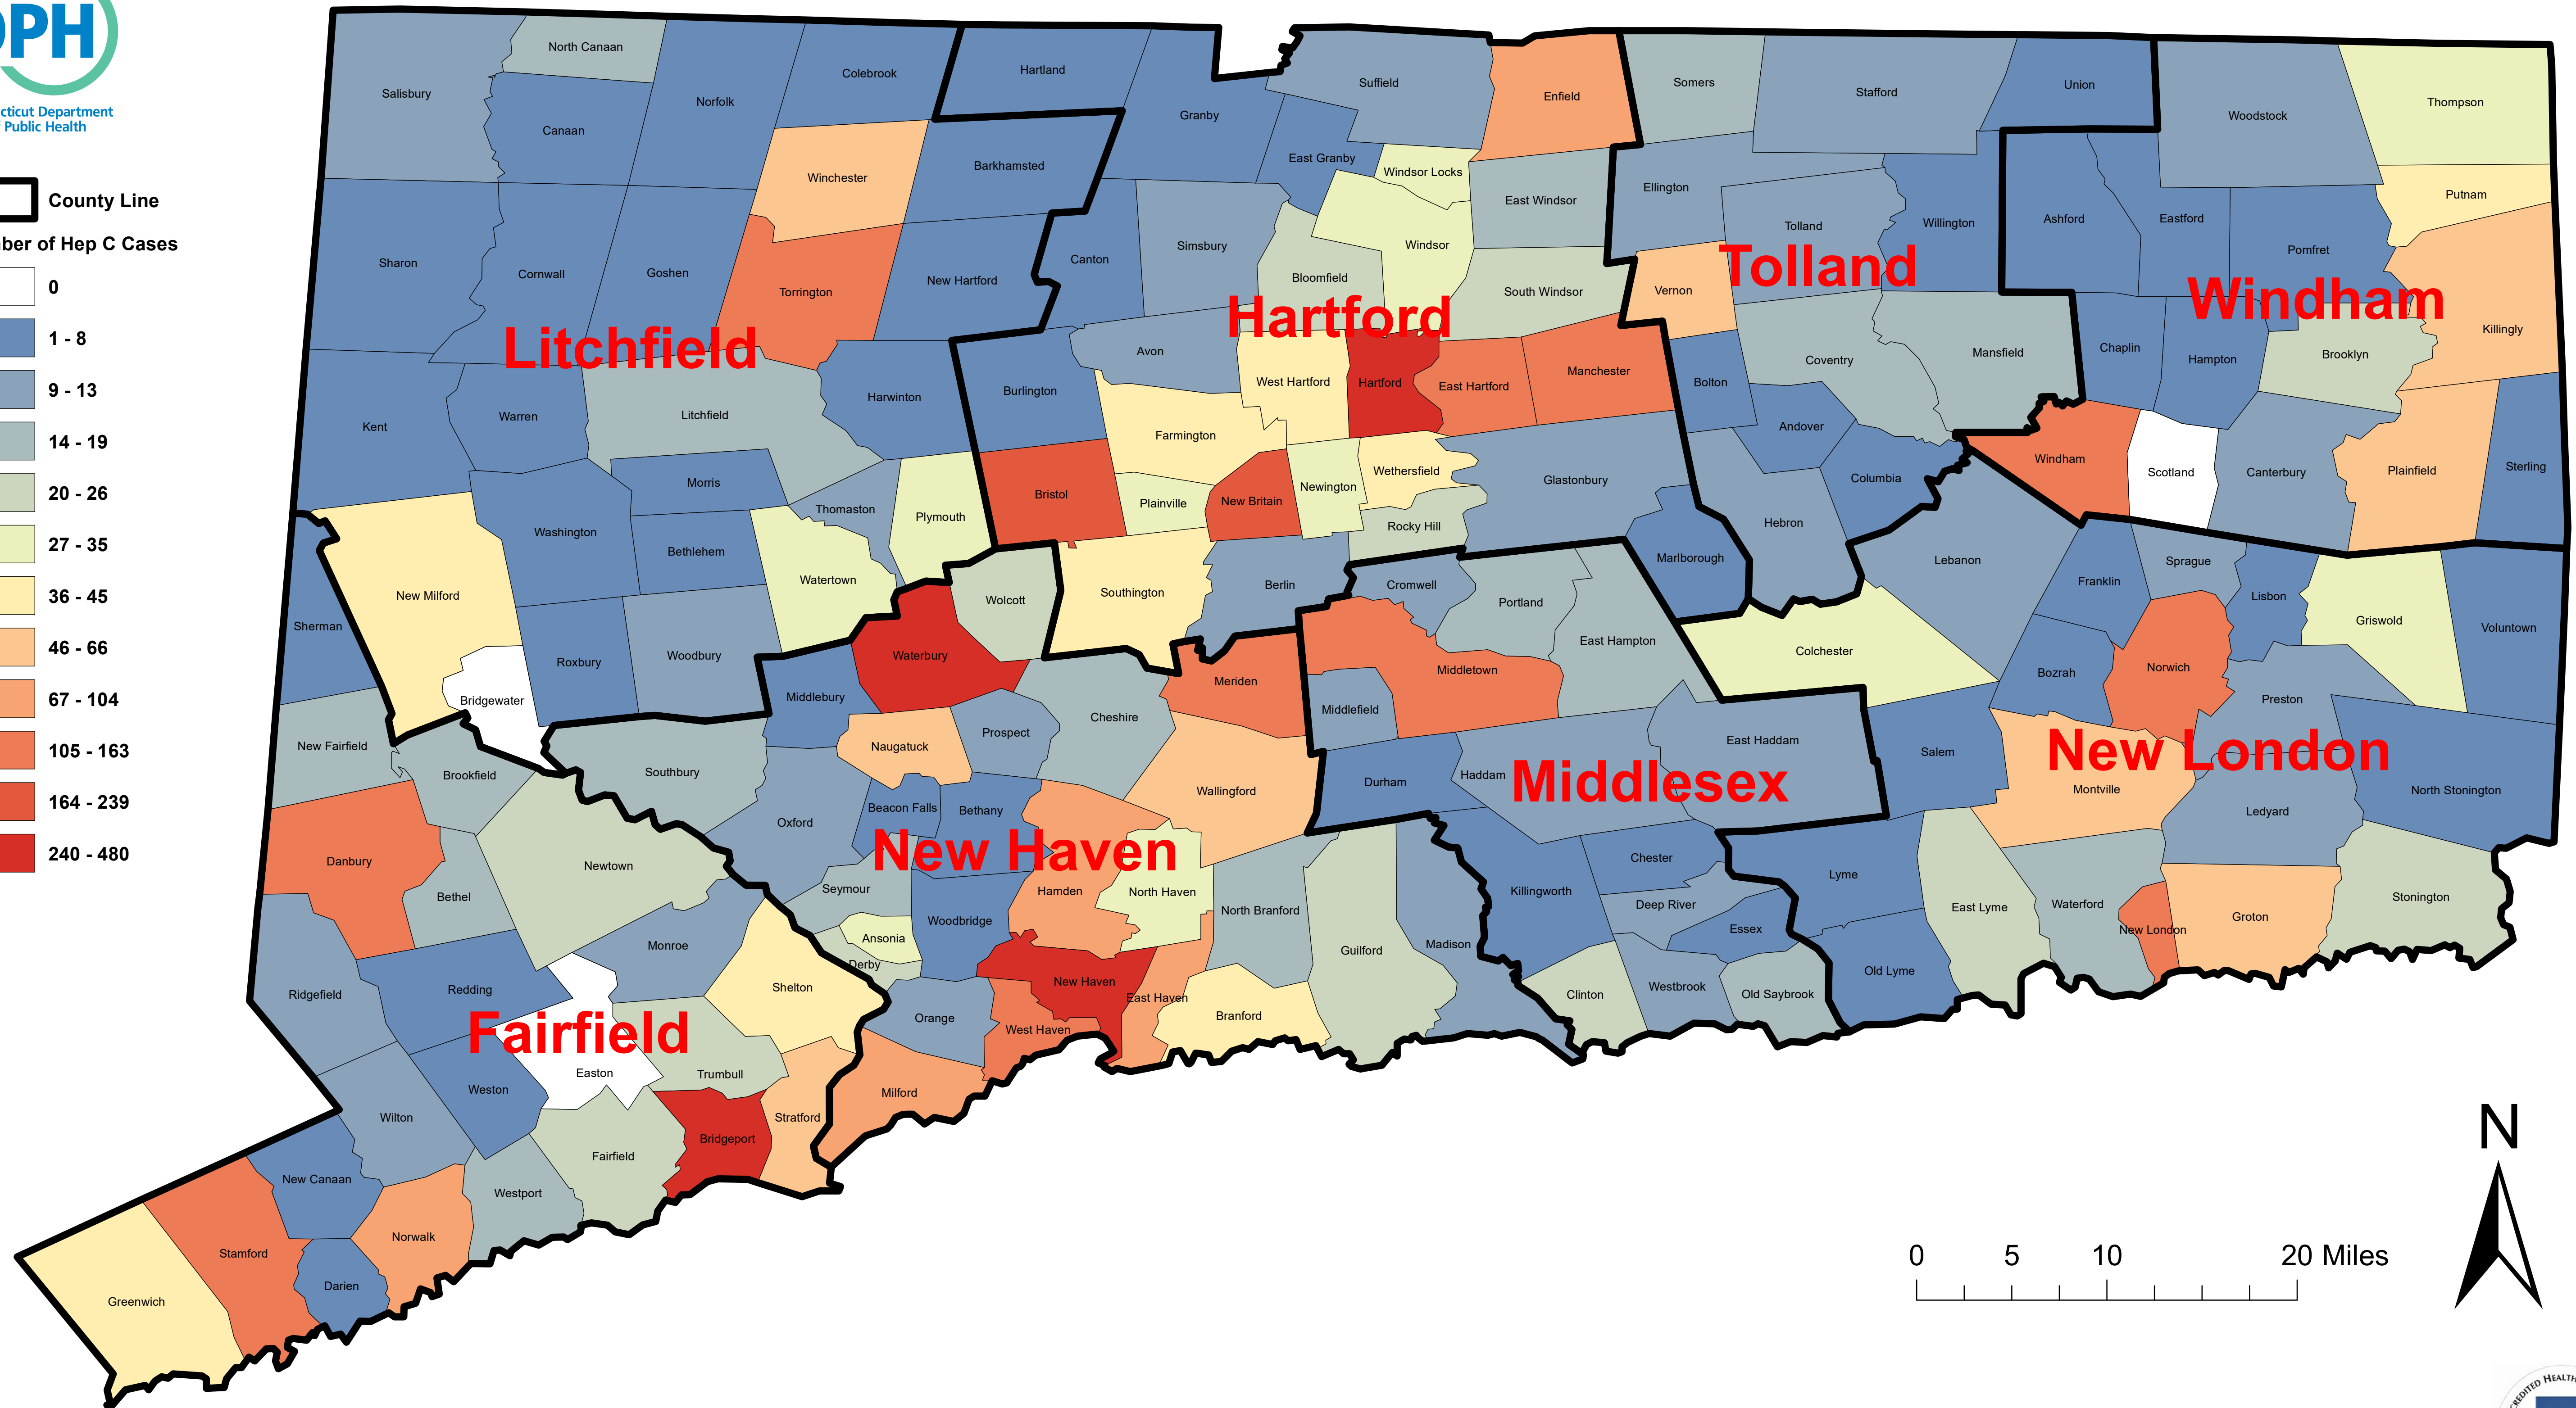 DPH
cticut Department
Public Health
County Line
ber of Hep C Cases
0
1 - 8
9 - 13
14 - 19
20 - 26
27 - 35
36 - 45
46 - 66
67 - 104
105 - 163
164 - 239
240 - 480
Litchfield
Salisbury
North Canaan
Canaan
Norfolk
Colebrook
Winchester
Barkhamsted
Sharon
Cornwall
Goshen
Torrington
New Hartford
Kent
Warren
Litchfield
Harwinton
Morris
Washington
Bethlehem
Thomaston
Plymouth
Watertown
New Milford
Bridgewater
Roxbury
Woodbury
Hartford
Hartland
Granby
Suffield
Enfield
East Granby
Windsor Locks
East Windsor
Canton
Simsbury
Bloomfield
Windsor
South Windsor
Burlington
Avon
West Hartford
Hartford
East Hartford
Manchester
Farmington
Bristol
Plainville
New Britain
Newington
Wethersfield
Rocky Hill
Glastonbury
Marlborough
Southington
Berlin
Tolland
Somers
Stafford
Union
Ellington
Tolland
Willington
Vernon
Coventry
Mansfield
Bolton
Andover
Columbia
Hebron
Windham
Woodstock
Thompson
Putnam
Ashford
Eastford
Pomfret
Killingly
Chaplin
Hampton
Brooklyn
Windham
Scotland
Canterbury
Plainfield
Sterling
Fairfield
Sherman
New Fairfield
Brookfield
Danbury
Bethel
Newtown
Ridgefield
Redding
Monroe
Shelton
Easton
Trumbull
Weston
Wilton
Fairfield
Bridgeport
Stratford
New Canaan
Westport
Norwalk
Stamford
Darien
Greenwich
New Haven
Waterbury
Wolcott
Middlebury
Naugatuck
Prospect
Cheshire
Meriden
Southbury
Oxford
Beacon Falls
Bethany
Wallingford
Seymour
Hamden
North Haven
Ansonia
Derby
Woodbridge
North Branford
Guilford
Madison
New Haven
East Haven
West Haven
Orange
Branford
Milford
Middlesex
Cromwell
Portland
East Hampton
Middletown
Middlefield
Durham
Haddam
East Haddam
Killingworth
Chester
Deep River
Essex
Clinton
Westbrook
Old Saybrook
New London
Lebanon
Franklin
Sprague
Lisbon
Griswold
Voluntown
Colchester
Bozrah
Norwich
Preston
Salem
Montville
Ledyard
North Stonington
Lyme
East Lyme
Waterford
New London
Groton
Stonington
Old Lyme
N
0 5 10 20 Miles
HEALTH